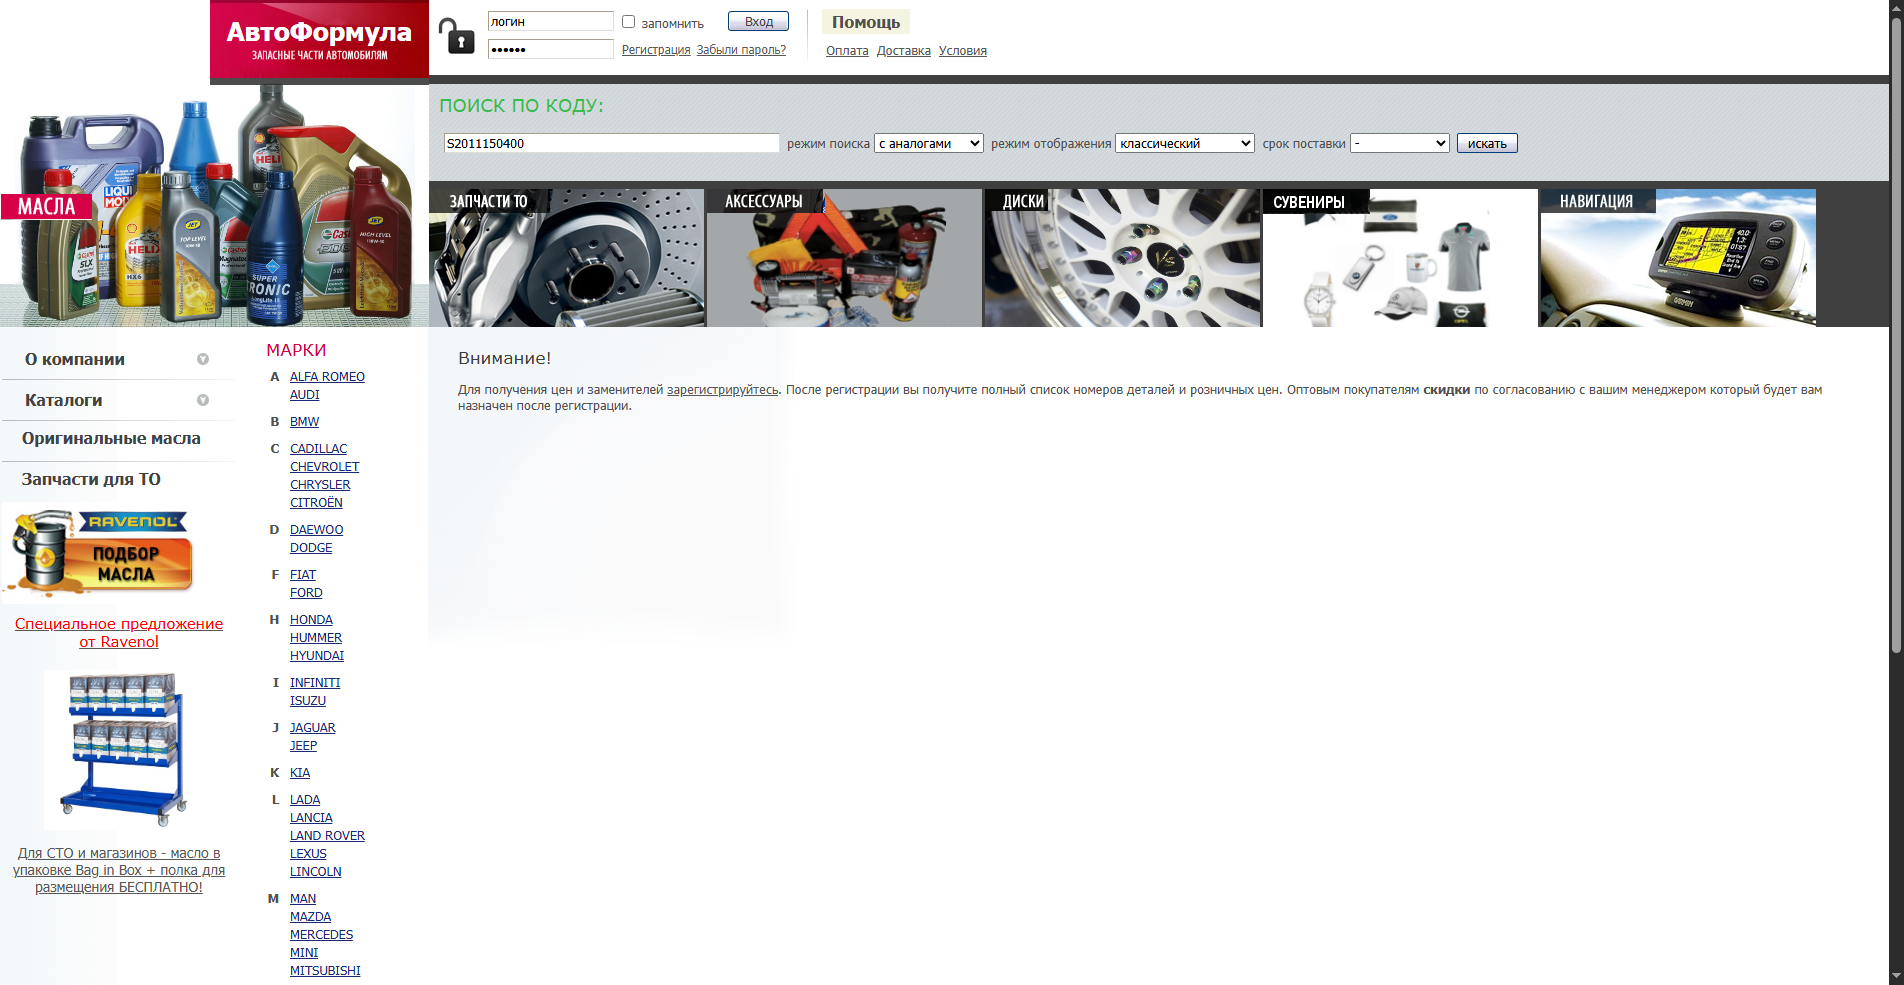 АвтоФормула
ЗАПАСНЫЕ ЧАСТИ АВТОМОБИЛЯМ
логин
запомнить
Вход
••••••
Регистрация Забыли пароль?
Помощь
Оплата Доставка Условия
ПОИСК ПО КОДУ:
S2011150400 режим поиска с аналогами режим отображения классический срок поставки - искать
МАСЛА
ЗАПЧАСТИ ТО
АКСЕССУАРЫ
ДИСКИ
СУВЕНИРЫ
НАВИГАЦИЯ
О компании
Каталоги
Оригинальные масла
Запчасти для ТО
RAVENOL
ПОДБОР
МАСЛА
Специальное предложение
от Ravenol
Для СТО и магазинов - масло в
упаковке Bag in Box + полка для
размещения БЕСПЛАТНО!
МАРКИ
A ALFA ROMEO
AUDI
B BMW
C CADILLAC
CHEVROLET
CHRYSLER
CITROËN
D DAEWOO
DODGE
F FIAT
FORD
H HONDA
HUMMER
HYUNDAI
I INFINITI
ISUZU
J JAGUAR
JEEP
K KIA
L LADA
LANCIA
LAND ROVER
LEXUS
LINCOLN
M MAN
MAZDA
MERCEDES
MINI
MITSUBISHI
Внимание!
Для получения цен и заменителей зарегистрируйтесь. После регистрации вы получите полный список номеров деталей и розничных цен. Оптовым покупателям скидки по согласованию с вашим менеджером который будет вам
назначен после регистрации.